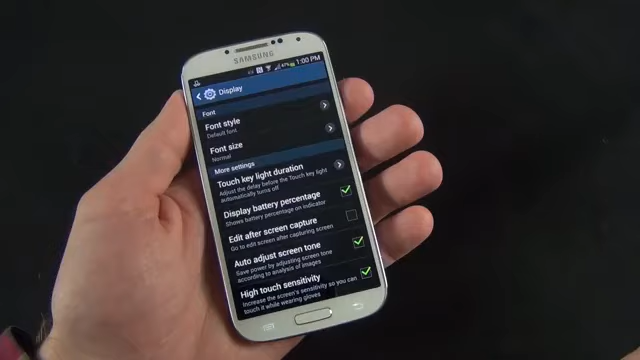 SAMSUNG
1:00 PM
Display
Font
Font style
Default font
Font size
Normal
More settings
Touch key light duration
Adjust the delay before the Touch key light
automatically turns off
Display battery percentage
Shows battery percentage on indicator
Edit after screen capture
Go to edit screen after capturing screen
Auto adjust screen tone
Save power by adjusting screen tone
according to analysis of images
High touch sensitivity
Increase the screen's sensitivity so you can
touch it while wearing gloves